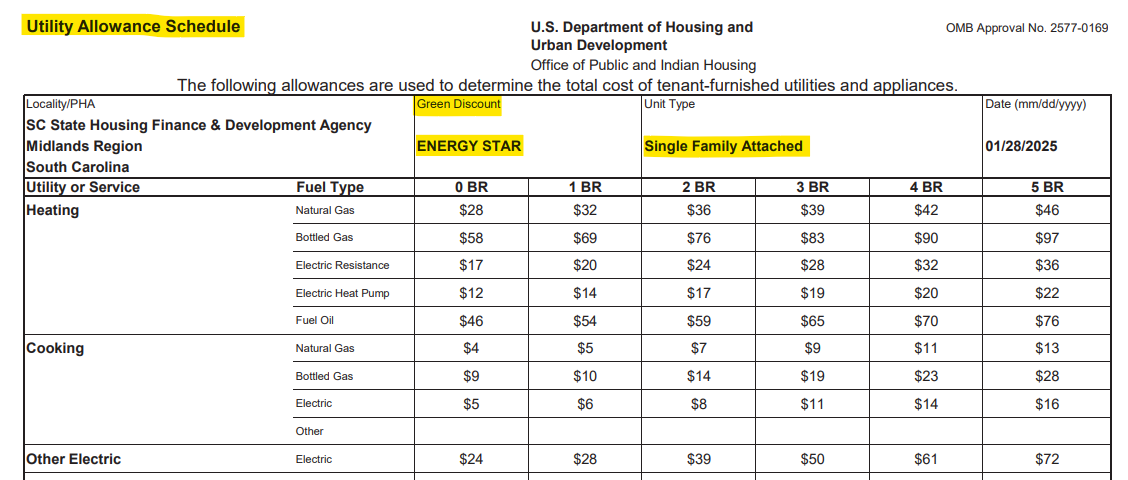 Utility Allowance Schedule
U.S. Department of Housing and
Urban Development
Office of Public and Indian Housing
OMB Approval No. 2577-0169
The following allowances are used to determine the total cost of tenant-furnished utilities and appliances.
Locality/PHA Green Discount Unit Type Date (mm/dd/yyyy)
SC State Housing Finance & Development Agency
Midlands Region ENERGY STAR Single Family Attached 01/28/2025
South Carolina
Utility or Service Fuel Type 0 BR 1 BR 2 BR 3 BR 4 BR 5 BR
Heating Natural Gas $28 $32 $36 $39 $42 $46
Bottled Gas $58 $69 $76 $83 $90 $97
Electric Resistance $17 $20 $24 $28 $32 $36
Electric Heat Pump $12 $14 $17 $19 $20 $22
Fuel Oil $46 $54 $59 $65 $70 $76
Cooking Natural Gas $4 $5 $7 $9 $11 $13
Bottled Gas $9 $10 $14 $19 $23 $28
Electric $5 $6 $8 $11 $14 $16
Other
Other Electric Electric $24 $28 $39 $50 $61 $72